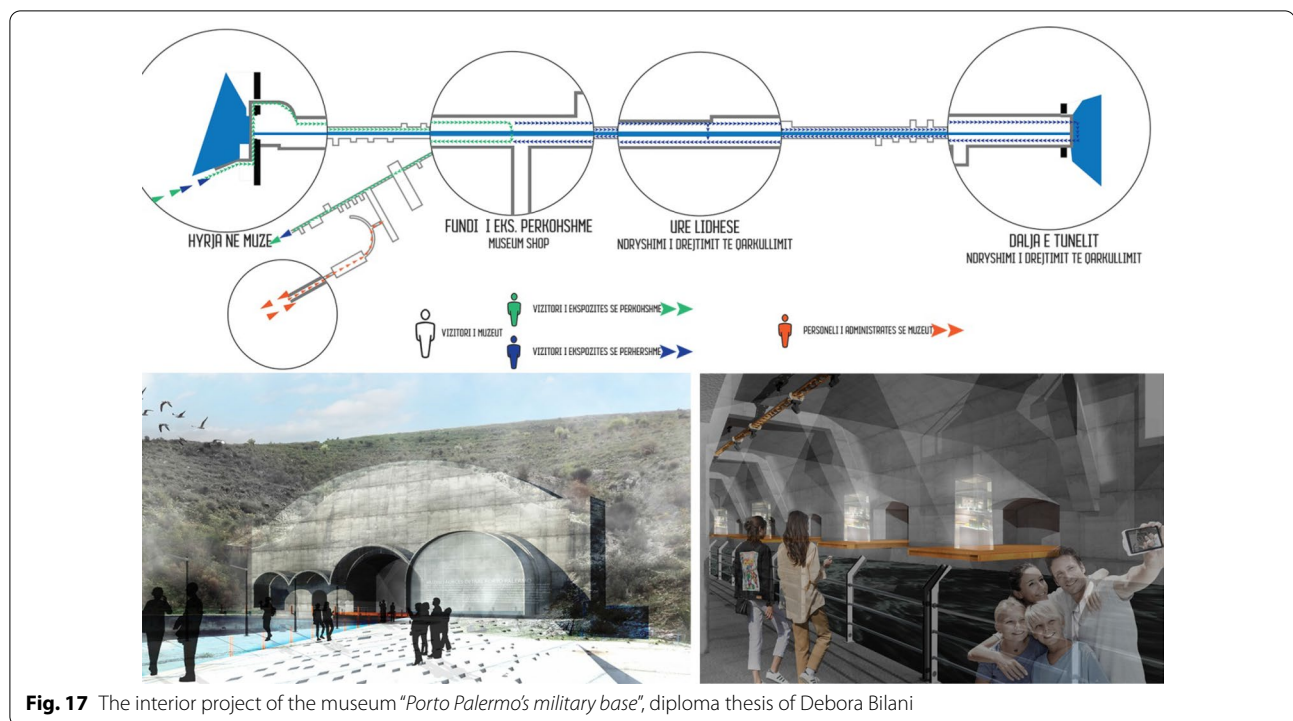 HYRJA NE MUZE
FUNDI I EKS. PERKOHSHME
MUSEUM SHOP
URE LIDHESE
NDRYSHIMI I DREJTIMIT TE QARKULLIMIT
DALJA E TUNELIT
NDRYSHIMI I DREJTIMIT TE QARKULLIMIT
VIZITORI I MUZEUT
VIZITORI I EKSPOZITES SE PERKOHSHME
VIZITORI I EKSPOZITES SE PERHERSHME
PERSONELI I ADMINISTRATES SE MUZEUT
Fig. 17 The interior project of the museum “Porto Palermo’s military base”, diploma thesis of Debora Bilani